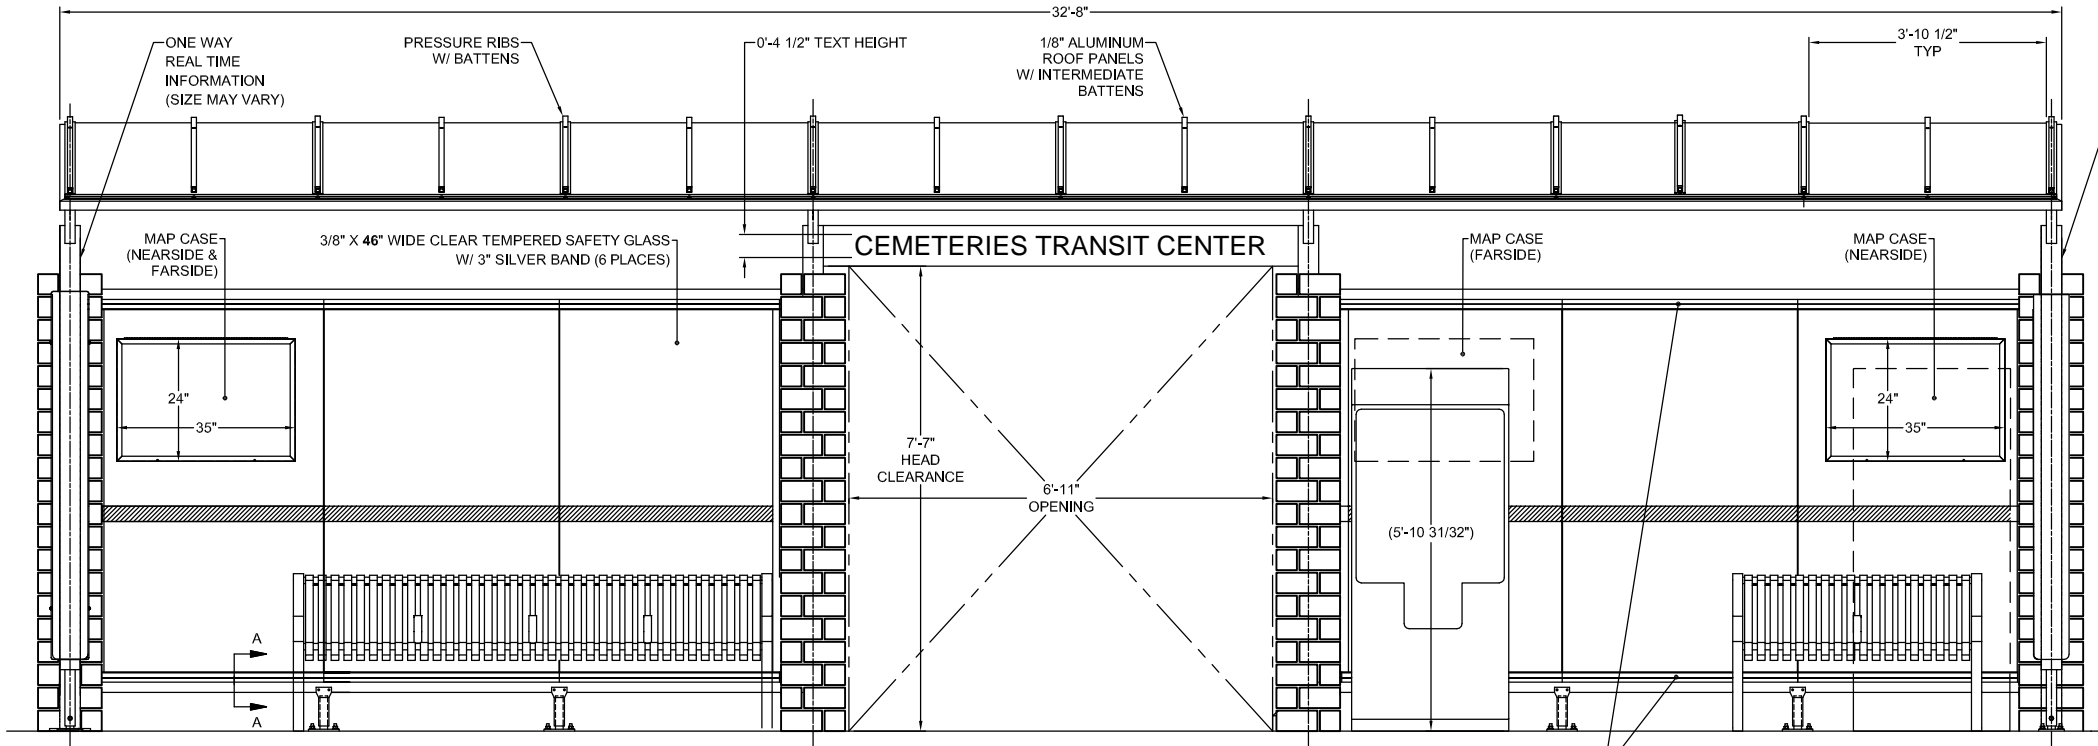 32'-8"
ONE WAY
REAL TIME
INFORMATION
(SIZE MAY VARY)
PRESSURE RIBS
W/ BATTENS
0'-4 1/2" TEXT HEIGHT
1/8" ALUMINUM
ROOF PANELS
W/ INTERMEDIATE
BATTENS
3'-10 1/2"
TYP
MAP CASE
(NEARSIDE &
FARSIDE)
3/8" X 46" WIDE CLEAR TEMPERED SAFETY GLASS
W/ 3" SILVER BAND (6 PLACES)
CEMETERIES TRANSIT CENTER
MAP CASE
(FARSIDE)
MAP CASE
(NEARSIDE)
24"
35"
7'-7"
HEAD
CLEARANCE
6'-11"
OPENING
(5'-10 31/32")
24"
35"
A
A